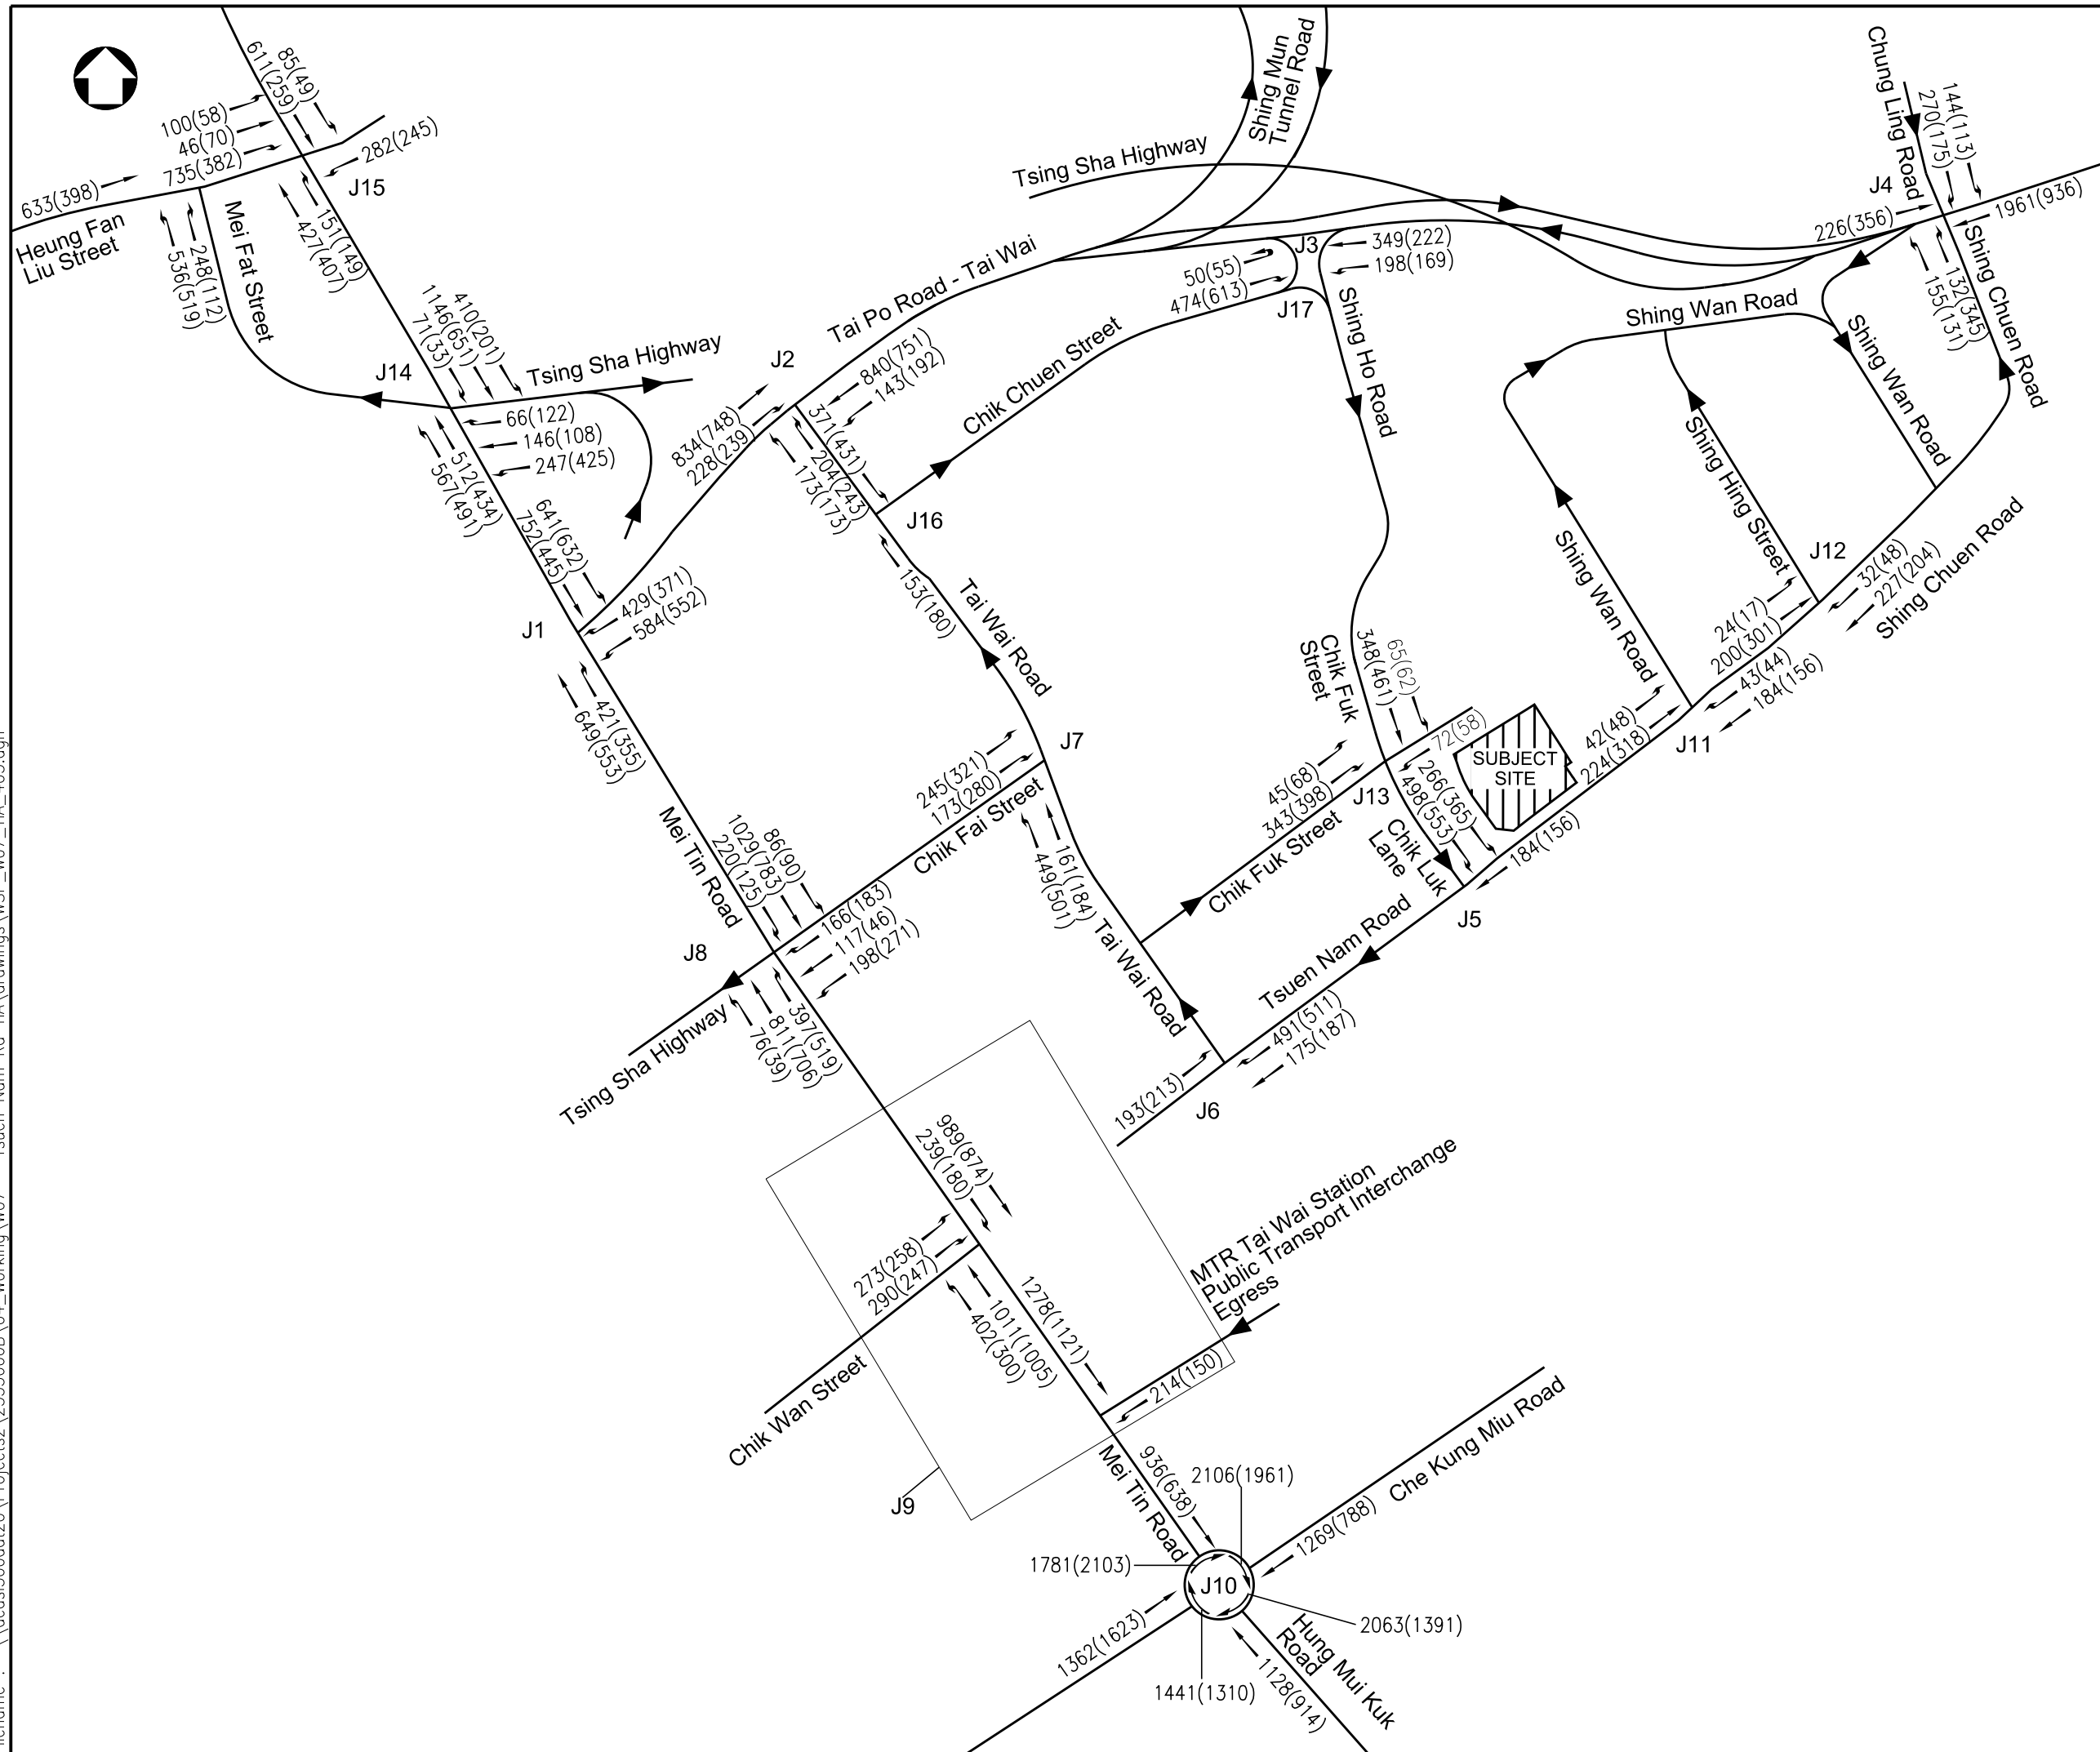 611(259)
85(49)
100(58)
46(70)
735(382)
282(245)
633(398)
J15
Heung Fan
Liu Street
Mei Fat Street
536(519)
248(112)
151(149)
427(407)
Shing Mun
Tunnel Road
Tsing Sha Highway
Chung Ling Road
144(113)
270(175)
J4
226(356)
1961(936)
Shing Chuen Road
132(345)
155(131)
J3
349(222)
198(169)
50(55)
474(613)
J17
Tai Po Road - Tai Wai
Shing Ho Road
Chik Chuen Street
Shing Wan Road
Shing Wan Road
410(201)
1146(651)
71(33)
J14
Tsing Sha Highway
66(122)
146(108)
247(425)
512(434)
567(491)
J2
840(751)
143(192)
834(748)
228(239)
371(431)
204(243)
173(173)
J16
153(180)
Tai Wai Road
641(632)
752(445)
429(371)
584(552)
J1
421(355)
649(553)
Shing Hing Street
Shing Wan Road
J12
32(48)
227(204)
Shing Chuen Road
24(17)
200(301)
43(44)
184(156)
42(48)
224(318)
J11
Chik Fuk
Street
348(461)
65(62)
72(58)
SUBJECT
SITE
45(68)
343(398)
J13
266(365)
498(553)
Chik Luk
Lane
184(156)
J5
Chik Fuk Street
J7
245(321)
173(280)
Chik Fai Street
161(184)
449(501)
Tai Wai Road
Mei Tin Road
86(90)
1029(783)
220(125)
166(183)
117(46)
198(271)
J8
Tsing Sha Highway
397(519)
811(706)
76(39)
Tsuen Nam Road
491(511)
175(187)
193(213)
J6
989(874)
239(180)
273(258)
290(247)
1011(1005)
402(300)
1278(1121)
MTR Tai Wai Station
Public Transport Interchange
Egress
214(150)
Chik Wan Street
J9
Mei Tin Road
936(638)
2106(1961)
Che Kung Miu Road
1269(788)
1781(2103)
J10
2063(1391)
1362(1623)
1441(1310)
1128(914)
Hung Mui Kuk
Road